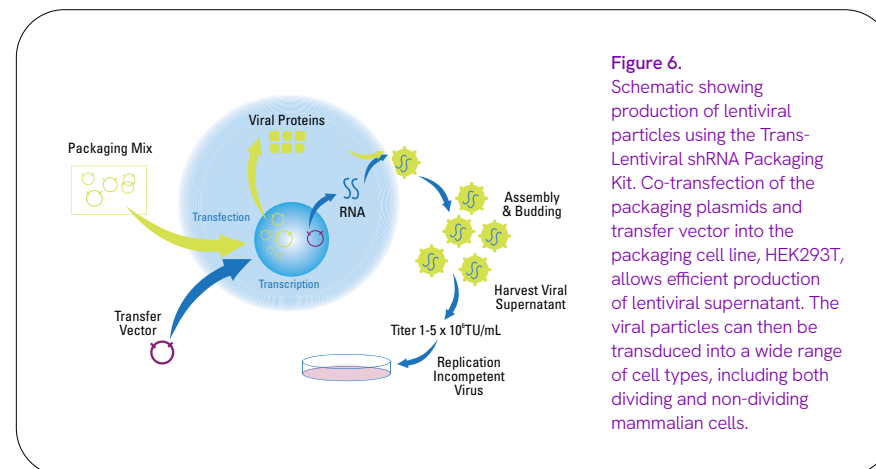 Viral Proteins
Packaging Mix
Transfection
RNA
Transcription
Transfer
Vector
Assembly
& Budding
Harvest Viral
Supernatant
Titer 1-5 x 10⁶TU/mL
Replication
Incompetent
Virus
Figure 6.
Schematic showing
production of lentiviral
particles using the Trans-
Lentiviral shRNA Packaging
Kit. Co-transfection of the
packaging plasmids and
transfer vector into the
packaging cell line, HEK293T,
allows efficient production
of lentiviral supernatant. The
viral particles can then be
transduced into a wide range
of cell types, including both
dividing and non-dividing
mammalian cells.